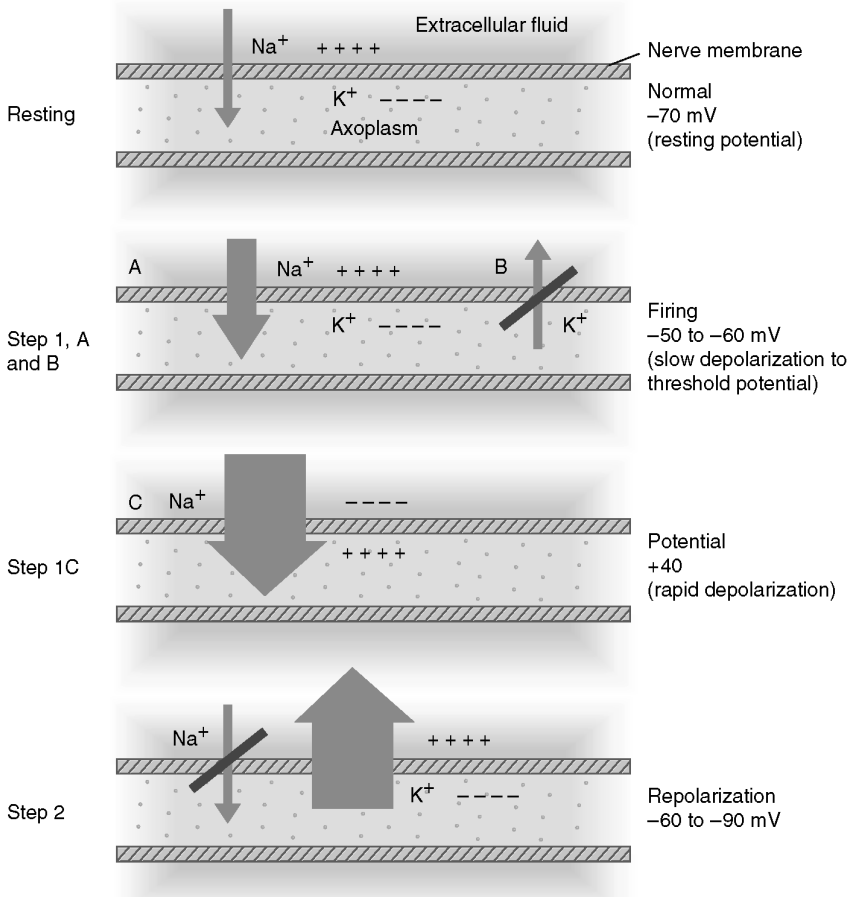 Extracellular fluid
Na+ + + + +
Nerve membrane
Resting
K+ – – – –
Axoplasm
Normal
–70 mV
(resting potential)
A
Na+ + + + +
B
Step 1, A
and B
K+ – – – –
K+
Firing
–50 to –60 mV
(slow depolarization to
threshold potential)
C Na+ – – – –
Step 1C
+ + + +
Potential
+40
(rapid depolarization)
Na+
+ + + +
Step 2
K+ – – – –
Repolarization
–60 to –90 mV